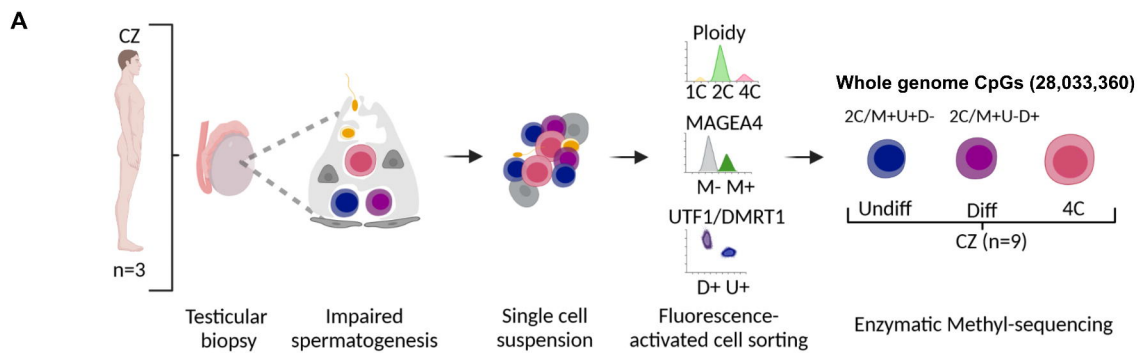 A
CZ
n=3
Testicular
biopsy
Impaired
spermatogenesis
Single cell
suspension
Ploidy
1C 2C 4C
MAGEA4
M- M+
UTF1/DMRT1
D+ U+
Fluorescence-
activated cell sorting
Whole genome CpGs (28,033,360)
2C/M+U+D- 2C/M+U-D+
Undiff Diff 4C
CZ (n=9)
Enzymatic Methyl-sequencing